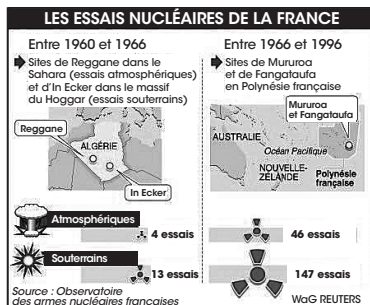 LES ESSAIS NUCLÉAIRES DE LA FRANCE
Entre 1960 et 1966
Sites de Reggane dans le
Sahara (essais atmosphériques)
et d'In Ecker dans le massif
du Hoggar (essais souterrains)
Reggane
ALGÉRIE
In Ecker
Entre 1966 et 1996
Sites de Mururoa
et de Fangataufa
en Polynésie française
Mururoa
et Fangataufa
AUSTRALIE
Océan Pacifique
NOUVELLE-
ZÉLANDE
Polynésie
française
Atmosphériques
4 essais
46 essais
Souterrains
13 essais
147 essais
Source : Observatoire
des armes nucléaires françaises
WaG REUTERS